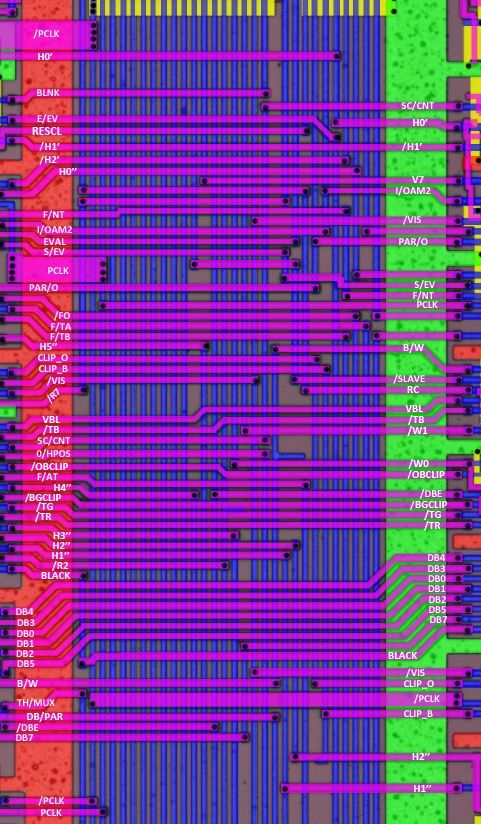 /PCLK
H0'
BLNK
SC/CNT
E/EV
H0'
RESCL
/H1'
/H1'
/H2'
H0"
V7
I/OAM2
F/NT
/VIS
I/OAM2
EVAL
PAR/O
S/EV
PCLK
S/EV
PAR/O
F/NT
PCLK
/FO
F/TA
F/TB
H5"
B/W
CLIP_O
CLIP_B
/VIS
/SLAVE
/R7
RC
VBL
VBL
/TB
/TB
/W1
SC/CNT
0/HPOS
/OBCLIP
/W0
F/AT
/OBCLIP
H4"
/BGCLIP
/DBE
/TG
/BGCLIP
/TR
/TG
/TR
H3"
H2"
H1"
DB4
/R2
DB3
BLACK
DB0
DB1
DB2
DB4
DB5
DB3
DB7
DB0
DB1
DB2
BLACK
DB5
/VIS
B/W
CLIP_O
TH/MUX
/PCLK
DB/PAR
CLIP_B
/DBE
DB7
H2"
H1"
/PCLK
PCLK